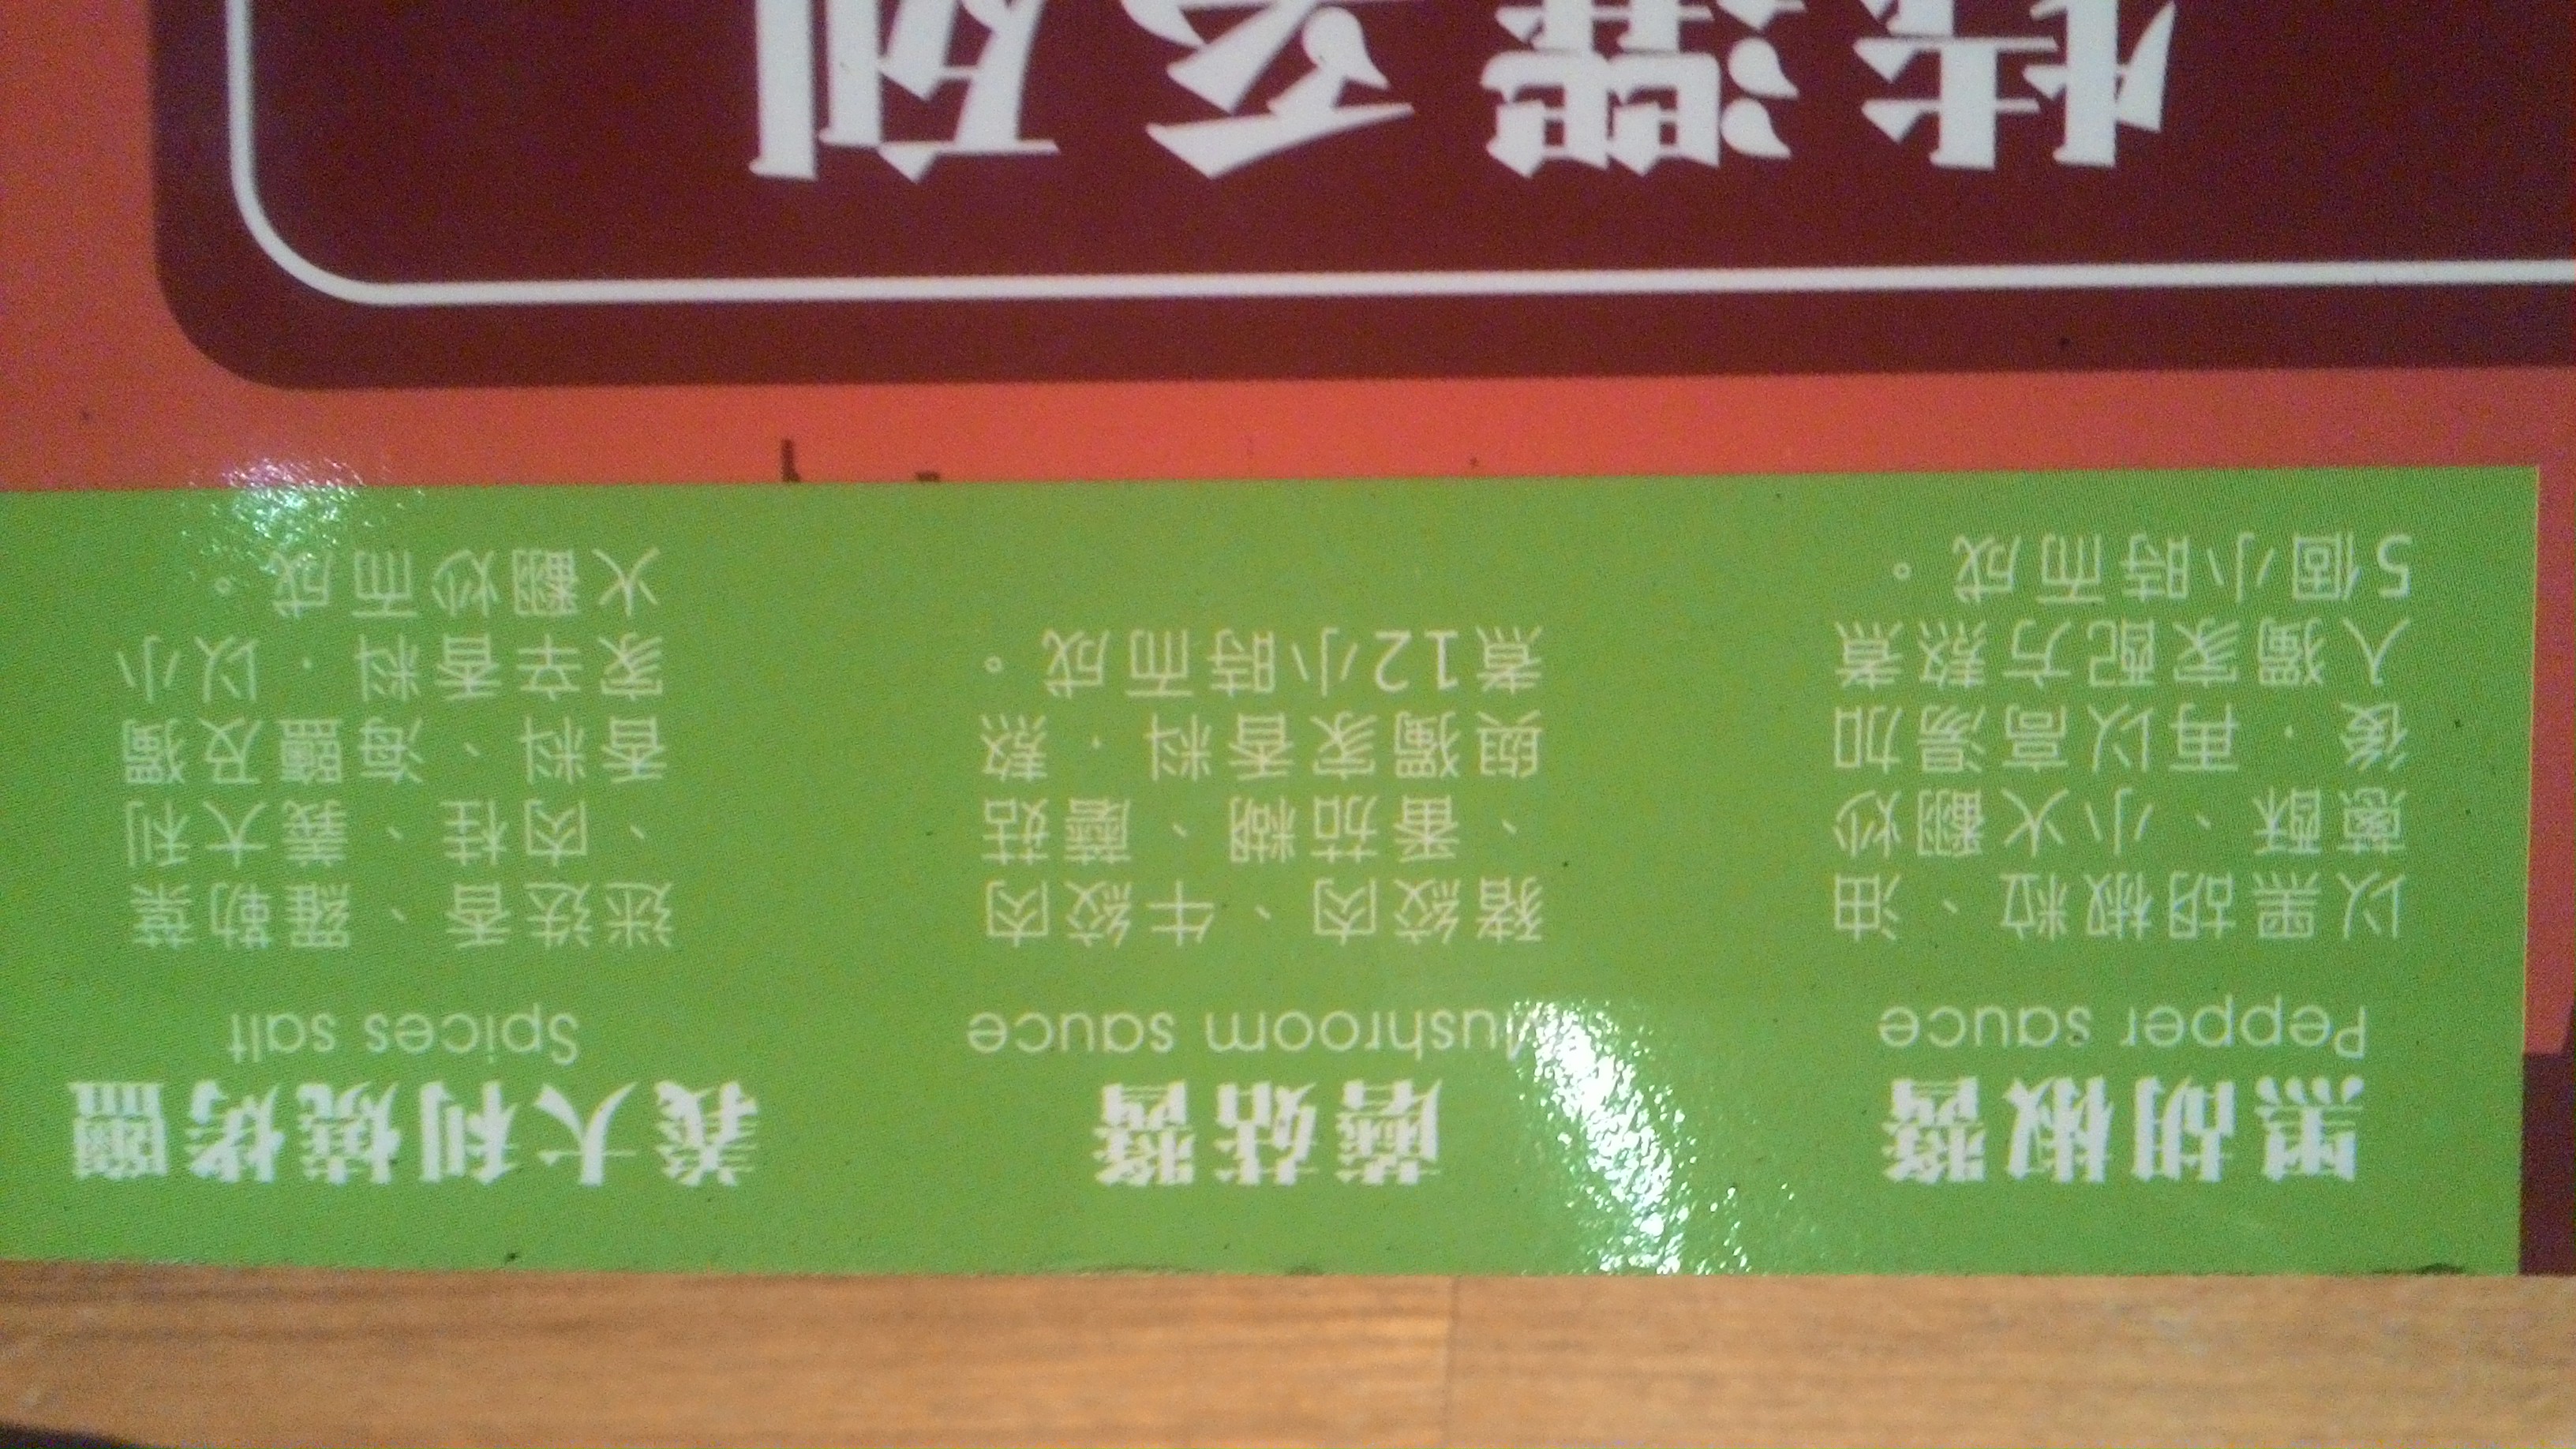 黑胡椒醬
Pepper sauce
以黑胡椒粒、油
蔥酥、小火翻炒
後，再以高湯加
入獨家配方熬煮
5個小時而成。
蘑菇醬
Mushroom sauce
豬絞肉、牛絞肉
、番茄糊、蘑菇
與獨家香料，熬
煮12小時而成。
義大利燒烤鹽
Spices salt
迷迭香、羅勒葉
、肉桂、義大利
香料、海鹽及獨
家辛香料，以小
火翻炒而成。
特選系列